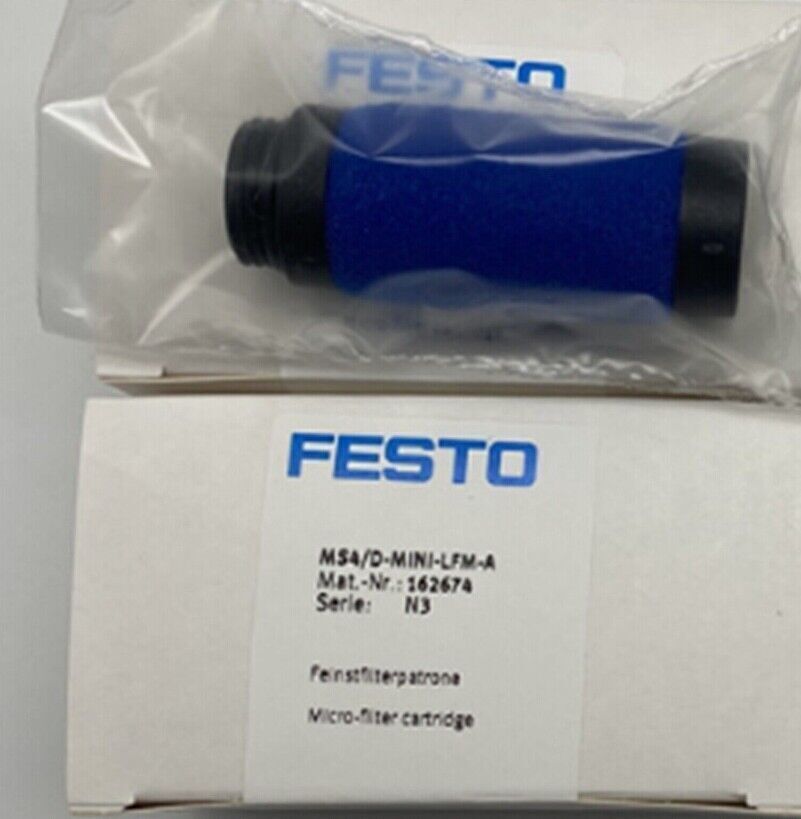 FESTO
FESTO
MS4/D-MINI-LFM-A
Mat.-Nr.: 162674
Serie: N3
Feinstfilterpatrone
Micro-filter cartridge